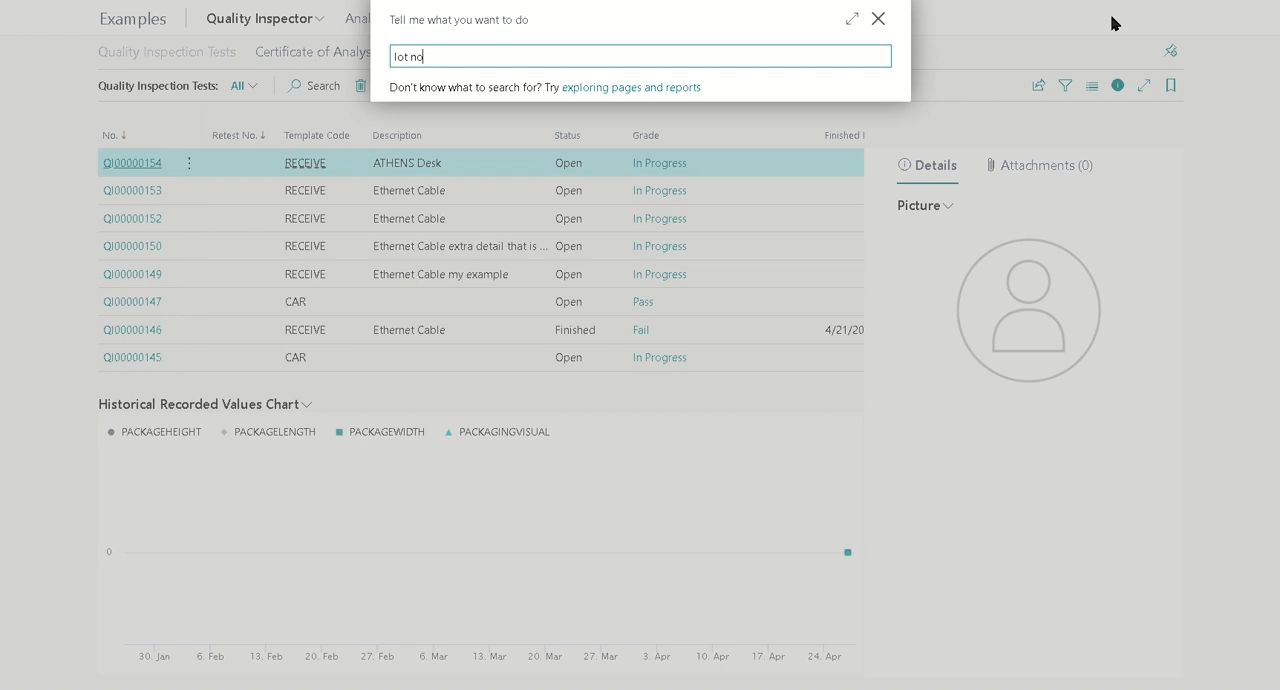 Examples
Quality Inspector
Anal
Tell me what you want to do
lot no
Don't know what to search for? Try exploring pages and reports
Quality Inspection Tests
Certificate of Analys
Quality Inspection Tests: All
Search
No. ↓ Retest No. ↓ Template Code Description Status Grade Finished
QI00000154 RECEIVE ATHENS Desk Open In Progress
QI00000153 RECEIVE Ethernet Cable Open In Progress
QI00000152 RECEIVE Ethernet Cable Open In Progress
QI00000150 RECEIVE Ethernet Cable extra detail that is ... Open In Progress
QI00000149 RECEIVE Ethernet Cable my example Open In Progress
QI00000147 CAR Open Pass
QI00000146 RECEIVE Ethernet Cable Finished Fail 4/21/20
QI00000145 CAR Open In Progress
Details
Attachments (0)
Picture
Historical Recorded Values Chart
PACKAGEHEIGHT PACKAGELENGTH PACKAGEWIDTH PACKAGINGVISUAL
0
30. Jan 6. Feb 13. Feb 20. Feb 27. Feb 6. Mar 13. Mar 20. Mar 27. Mar 3. Apr 10. Apr 17. Apr 24. Apr